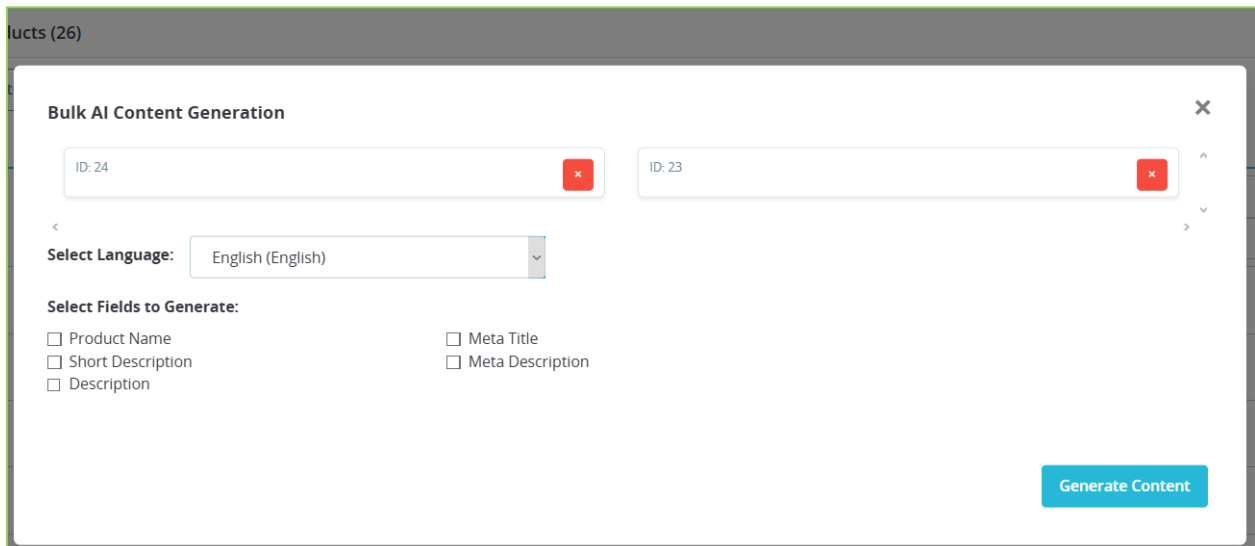 lucts (26)
Bulk AI Content Generation
ID: 24
ID: 23
Select Language:
English (English)
Select Fields to Generate:
Product Name
Meta Title
Short Description
Meta Description
Description
Generate Content